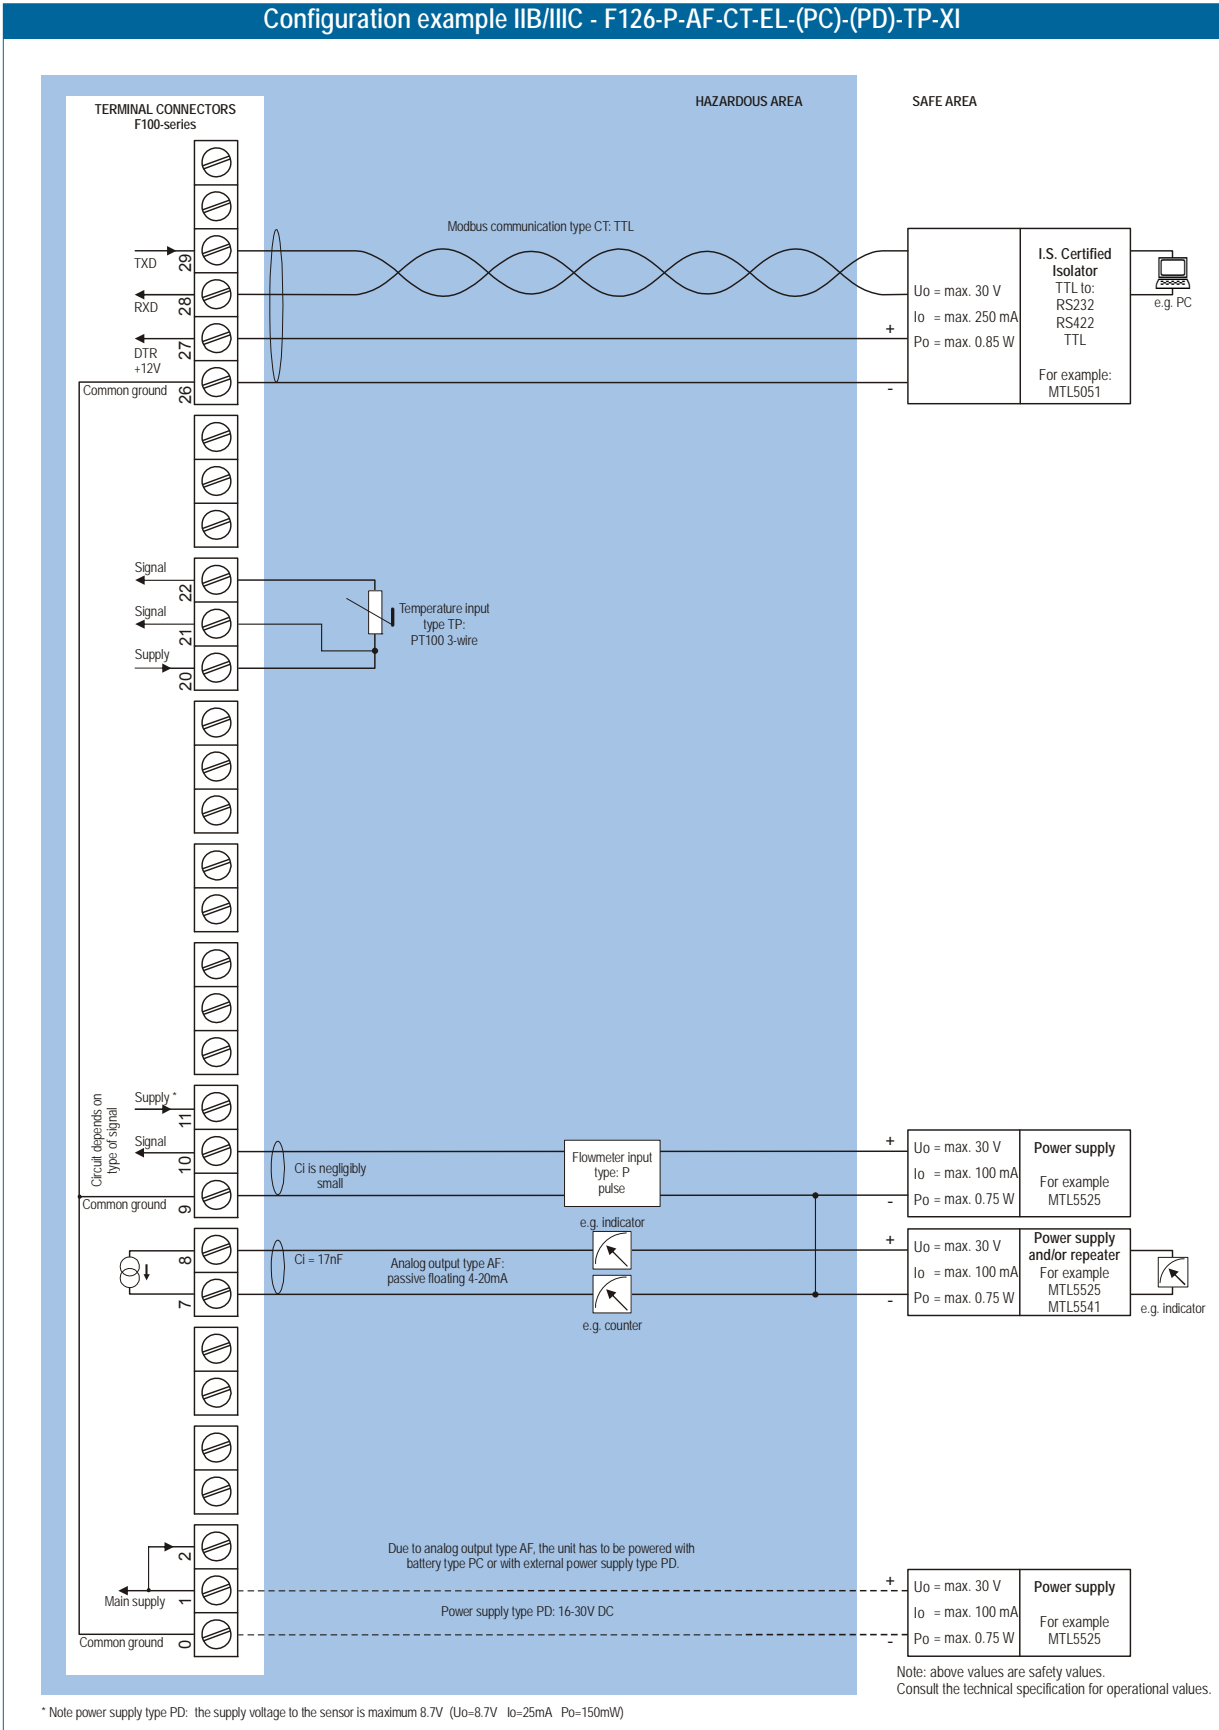 Configuration example IIB/IIIC - F126-P-AF-CT-EL-(PC)-(PD)-TP-XI
TERMINAL CONNECTORS
F100-series
HAZARDOUS AREA
SAFE AREA
Modbus communication type CT: TTL
TXD
29
RXD
28
DTR
+12V
27
Common ground
26
+
-
Uo = max. 30 V
Io = max. 250 mA
Po = max. 0.85 W
I.S. Certified
Isolator
TTL to:
RS232
RS422
TTL
For example:
MTL5051
e.g. PC
Signal
22
Signal
21
Supply
20
Temperature input
type TP:
PT100 3-wire
Circuit depends on
type of signal
Supply *
11
Signal
10
Common ground
9
Ci is negligibly
small
Flowmeter input
type: P
pulse
+
-
Uo = max. 30 V
Io = max. 100 mA
Po = max. 0.75 W
Power supply
For example
MTL5525
8
7
Ci = 17nF
Analog output type AF:
passive floating 4-20mA
e.g. indicator
e.g. counter
+
-
Uo = max. 30 V
Io = max. 100 mA
Po = max. 0.75 W
Power supply
and/or repeater
For example
MTL5525
MTL5541
e.g. indicator
2
Main supply
1
Common ground
0
Due to analog output type AF, the unit has to be powered with
battery type PC or with external power supply type PD.
Power supply type PD: 16-30V DC
+
-
Uo = max. 30 V
Io = max. 100 mA
Po = max. 0.75 W
Power supply
For example
MTL5525
Note: above values are safety values.
Consult the technical specification for operational values.
* Note power supply type PD: the supply voltage to the sensor is maximum 8.7V (Uo=8.7V Io=25mA Po=150mW)